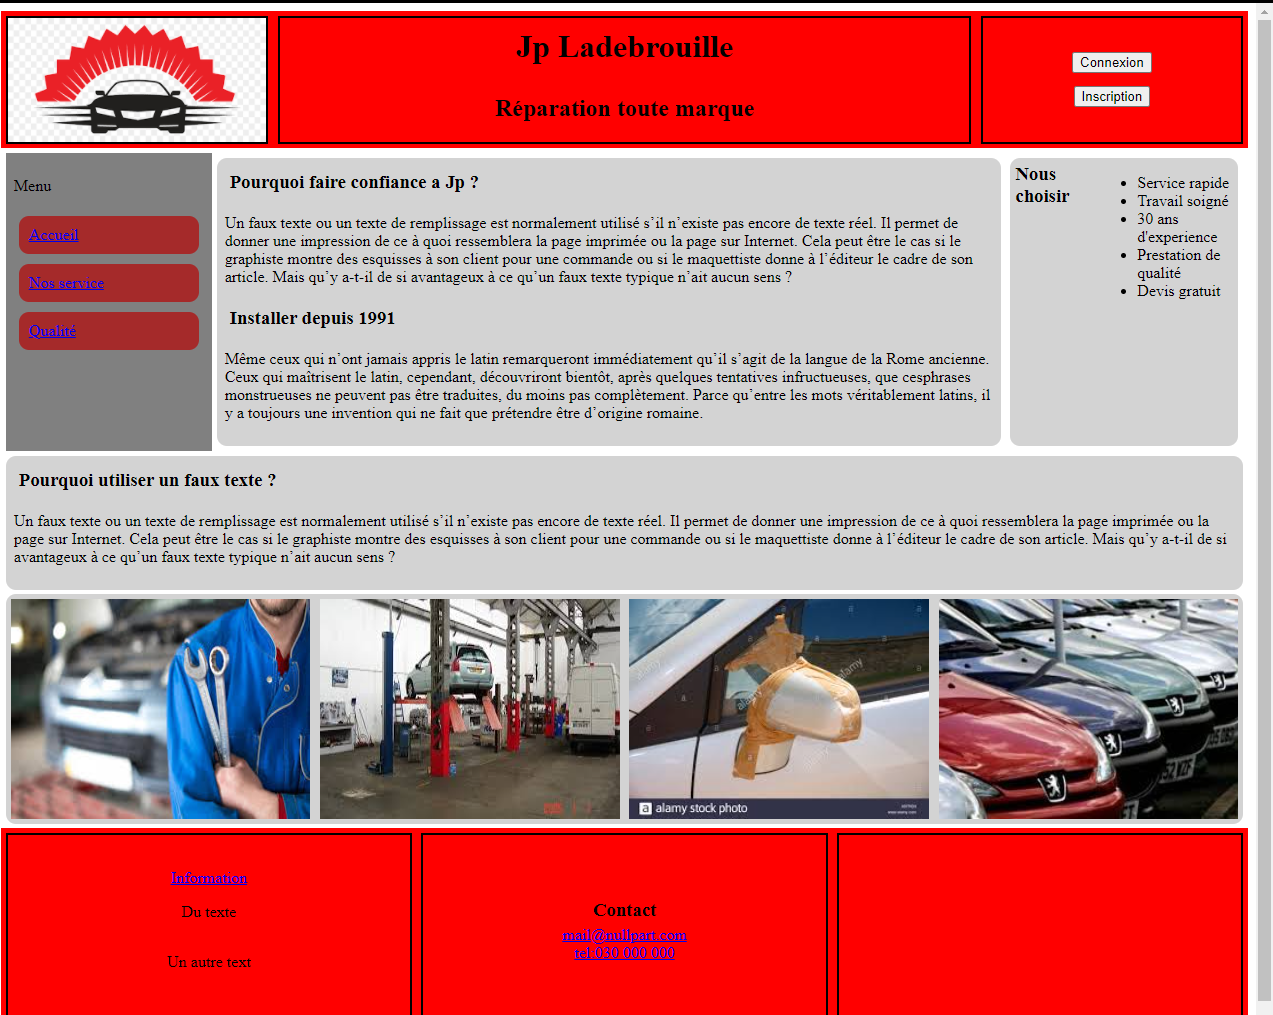 Jp Ladebrouille
Réparation toute marque
Connexion
Inscription
Menu
Accueil
Nos service
Qualité
Pourquoi faire confiance a Jp ?
Un faux texte ou un texte de remplissage est normalement utilisé s’il n’existe pas encore de texte réel. Il permet de
donner une impression de ce à quoi ressemblera la page imprimée ou la page sur Internet. Cela peut être le cas si le
graphiste montre des esquisses à son client pour une commande ou si le maquettiste donne à l’éditeur le cadre de son
article. Mais qu’y a-t-il de si avantageux à ce qu’un faux texte typique n’ait aucun sens ?
Installer depuis 1991
Même ceux qui n’ont jamais appris le latin remarqueront immédiatement qu’il s’agit de la langue de la Rome ancienne.
Ceux qui maîtrisent le latin, cependant, découvriront bientôt, après quelques tentatives infructueuses, que cesphrases
monstrueuses ne peuvent pas être traduites, du moins pas complètement. Parce qu’entre les mots véritablement latins, il
y a toujours une invention qui ne fait que prétendre être d’origine romaine.
Nous
choisir
Service rapide
Travail soigné
30 ans
d'experience
Prestation de
qualité
Devis gratuit
Pourquoi utiliser un faux texte ?
Un faux texte ou un texte de remplissage est normalement utilisé s’il n’existe pas encore de texte réel. Il permet de donner une impression de ce à quoi ressemblera la page imprimée ou la
page sur Internet. Cela peut être le cas si le graphiste montre des esquisses à son client pour une commande ou si le maquettiste donne à l’éditeur le cadre de son article. Mais qu’y a-t-il de si
avantageux à ce qu’un faux texte typique n’ait aucun sens ?
alamy
alamy
alamy
a alamy stock photo
Information
Du texte
Un autre text
Contact
mail@nullpart.com
tel 030 000 000